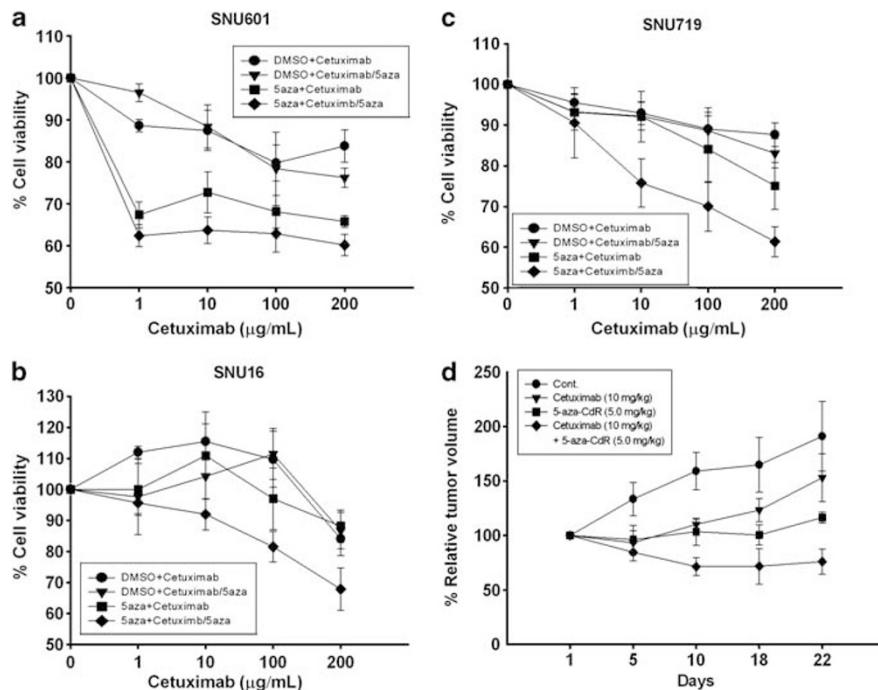 a
SNU601
% Cell viability
110
100
90
80
70
60
50
DMSO+Cetuximab
DMSO+Cetuximab/5aza
5aza+Cetuximab
5aza+Cetuximb/5aza
0 1 10 100 200
Cetuximab (µg/mL)
c
SNU719
% Cell viability
110
100
90
80
70
60
50
DMSO+Cetuximab
DMSO+Cetuximab/5aza
5aza+Cetuximab
5aza+Cetuximb/5aza
0 1 10 100 200
Cetuximab (µg/mL)
b
SNU16
% Cell viability
130
120
110
100
90
80
70
60
50
DMSO+Cetuximab
DMSO+Cetuximab/5aza
5aza+Cetuximab
5aza+Cetuximb/5aza
0 1 10 100 200
Cetuximab (µg/mL)
d
% Relative tumor volume
250
200
150
100
50
0
Cont.
Cetuximab (10 mg/kg)
5-aza-CdR (5.0 mg/kg)
Cetuximab (10 mg/kg)
+ 5-aza-CdR (5.0 mg/kg)
1 5 10 18 22
Days